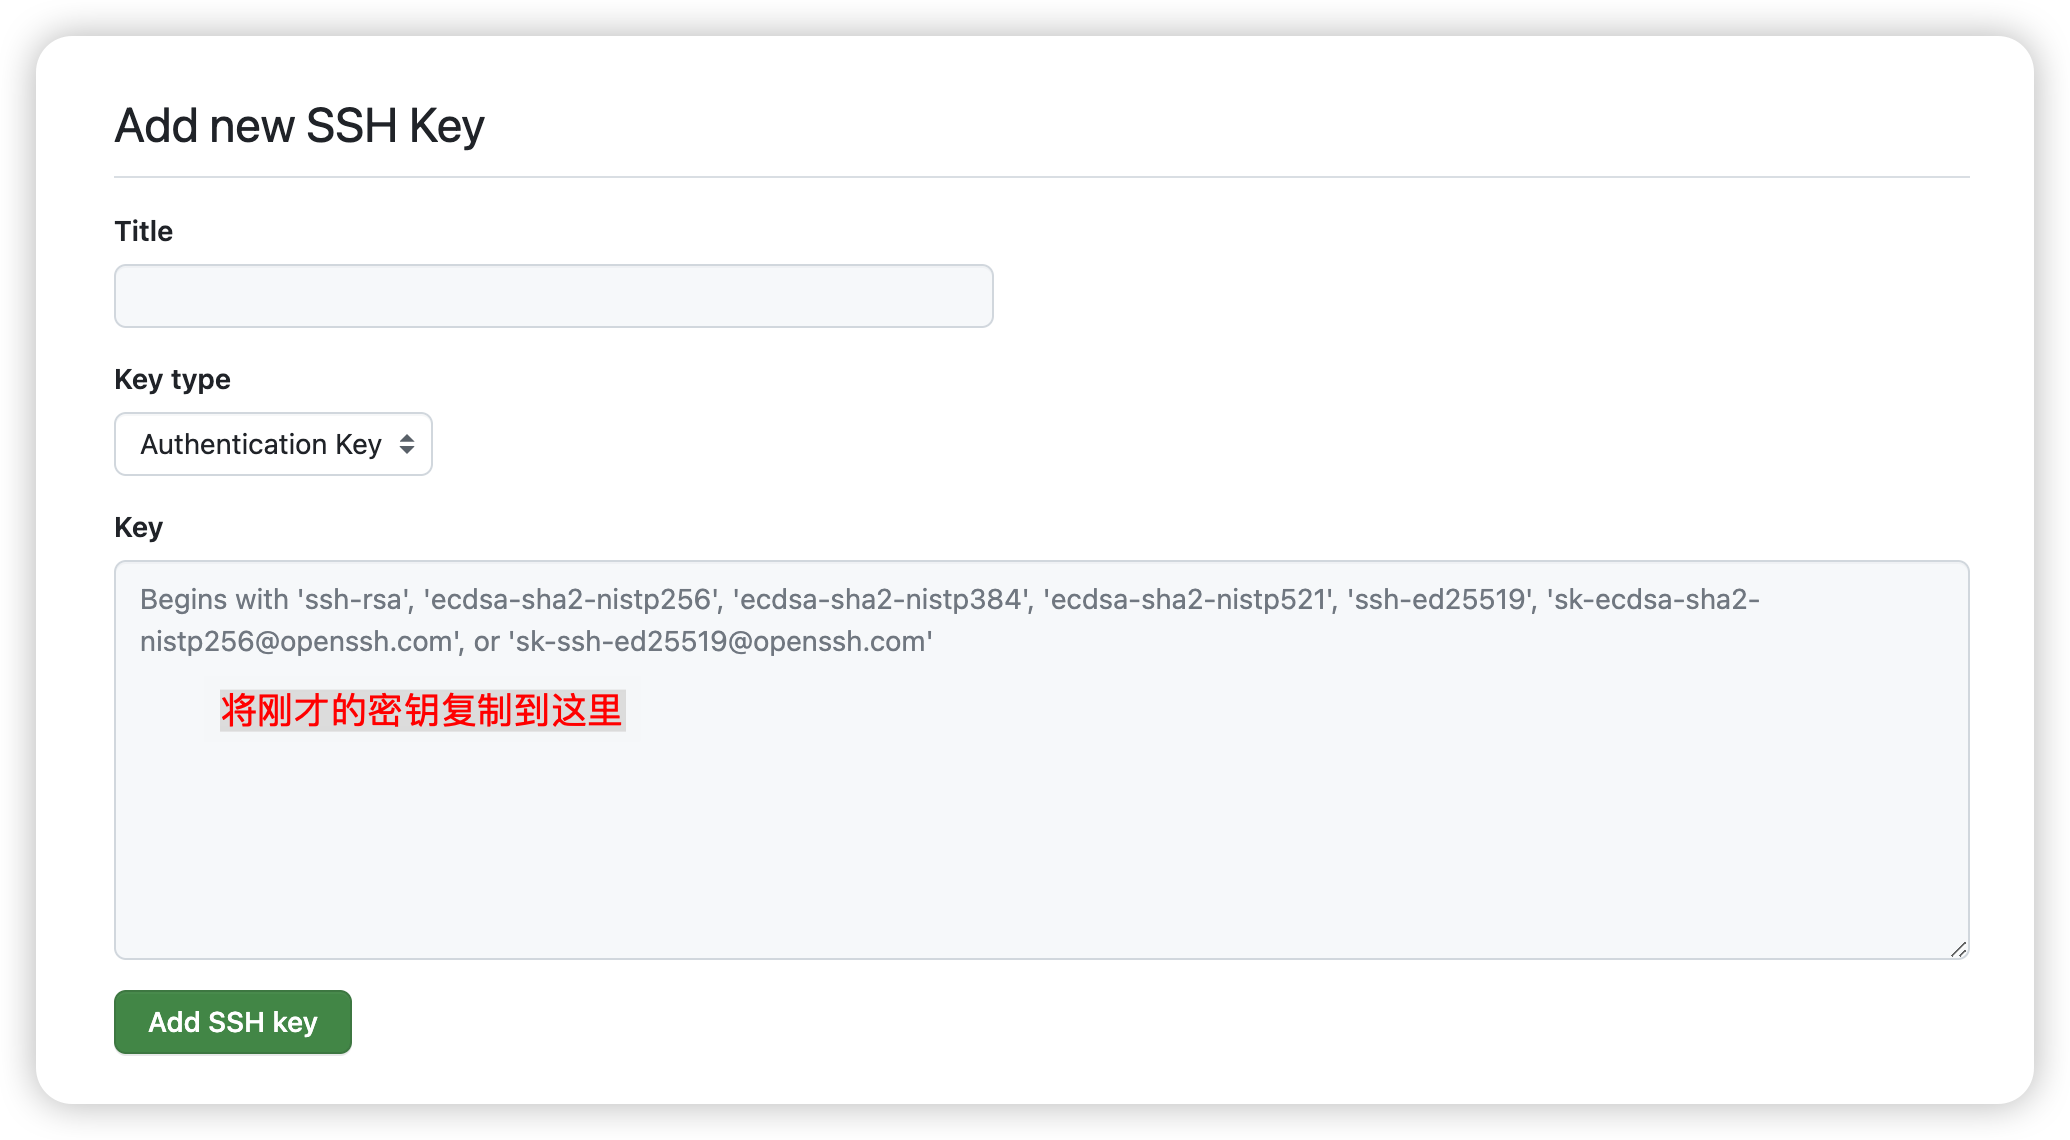 Add new SSH Key
Title
Key type
Authentication Key
Key
Begins with 'ssh-rsa', 'ecdsa-sha2-nistp256', 'ecdsa-sha2-nistp384', 'ecdsa-sha2-nistp521', 'ssh-ed25519', 'sk-ecdsa-sha2-
nistp256@openssh.com', or 'sk-ssh-ed25519@openssh.com'
将刚才的密钥复制到这里
Add SSH key